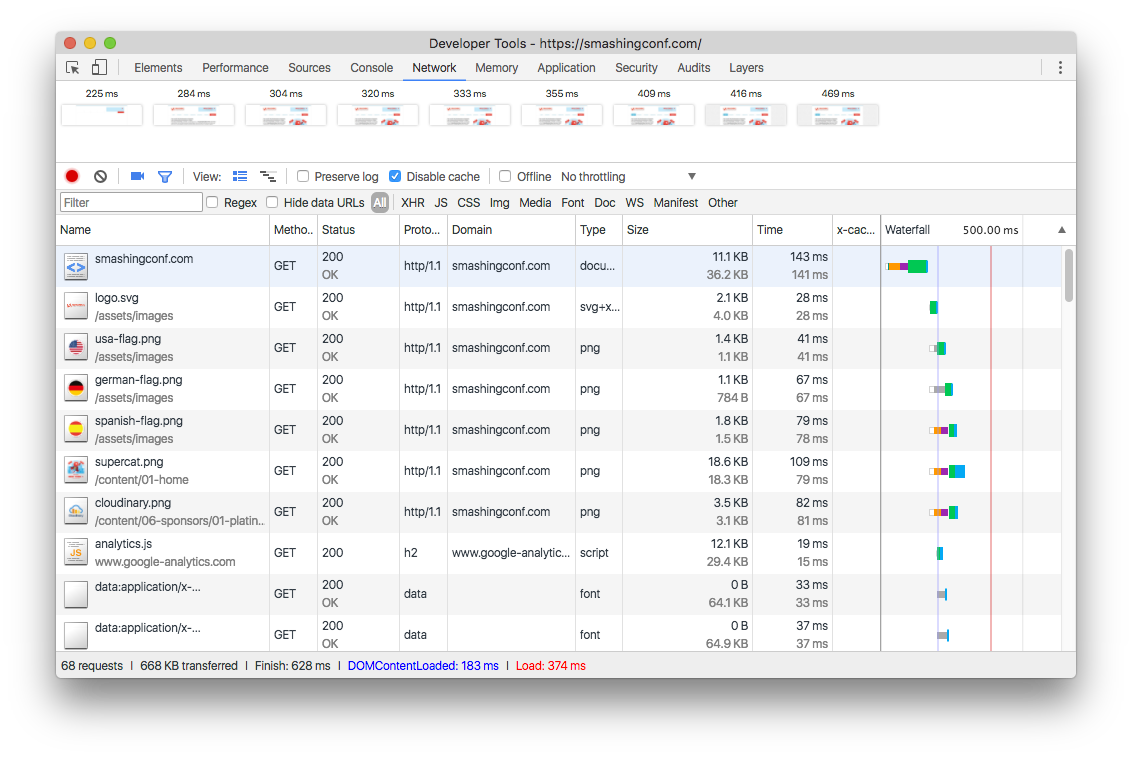 Developer Tools - https://smashingconf.com/
Elements Performance Sources Console Network Memory Application Security Audits Layers
225 ms 284 ms 304 ms 320 ms 333 ms 355 ms 409 ms 416 ms 469 ms
View: Preserve log Disable cache Offline No throttling
Filter Regex Hide data URLs All XHR JS CSS Img Media Font Doc WS Manifest Other
Name Metho.. Status Proto... Domain Type Size Time x-cac... Waterfall 500.00 ms
smashingconf.com GET 200 http/1.1 smashingconf.com docu... 11.1 KB 143 ms
OK 36.2 KB 141 ms
logo.svg GET 200 http/1.1 smashingconf.com svg+x... 2.1 KB 28 ms
/assets/images OK 4.0 KB 28 ms
usa-flag.png GET 200 http/1.1 smashingconf.com png 1.4 KB 41 ms
/assets/images OK 1.1 KB 41 ms
german-flag.png GET 200 http/1.1 smashingconf.com png 1.1 KB 67 ms
/assets/images OK 784 B 67 ms
spanish-flag.png GET 200 http/1.1 smashingconf.com png 1.8 KB 79 ms
/assets/images OK 1.5 KB 78 ms
supercat.png GET 200 http/1.1 smashingconf.com png 18.6 KB 109 ms
/content/01-home OK 18.3 KB 79 ms
cloudinary.png GET 200 http/1.1 smashingconf.com png 3.5 KB 82 ms
/content/06-sponsors/01-platin... OK 3.1 KB 81 ms
JS analytics.js GET 200 h2 www.google-analytic... script 12.1 KB 19 ms
www.google-analytics.com 29.4 KB 15 ms
data:application/x-... GET 200 data font 0 B 33 ms
OK 64.1 KB 33 ms
data:application/x-... GET 200 data font 0 B 37 ms
OK 64.9 KB 37 ms
68 requests | 668 KB transferred | Finish: 628 ms | DOMContentLoaded: 183 ms | Load: 374 ms